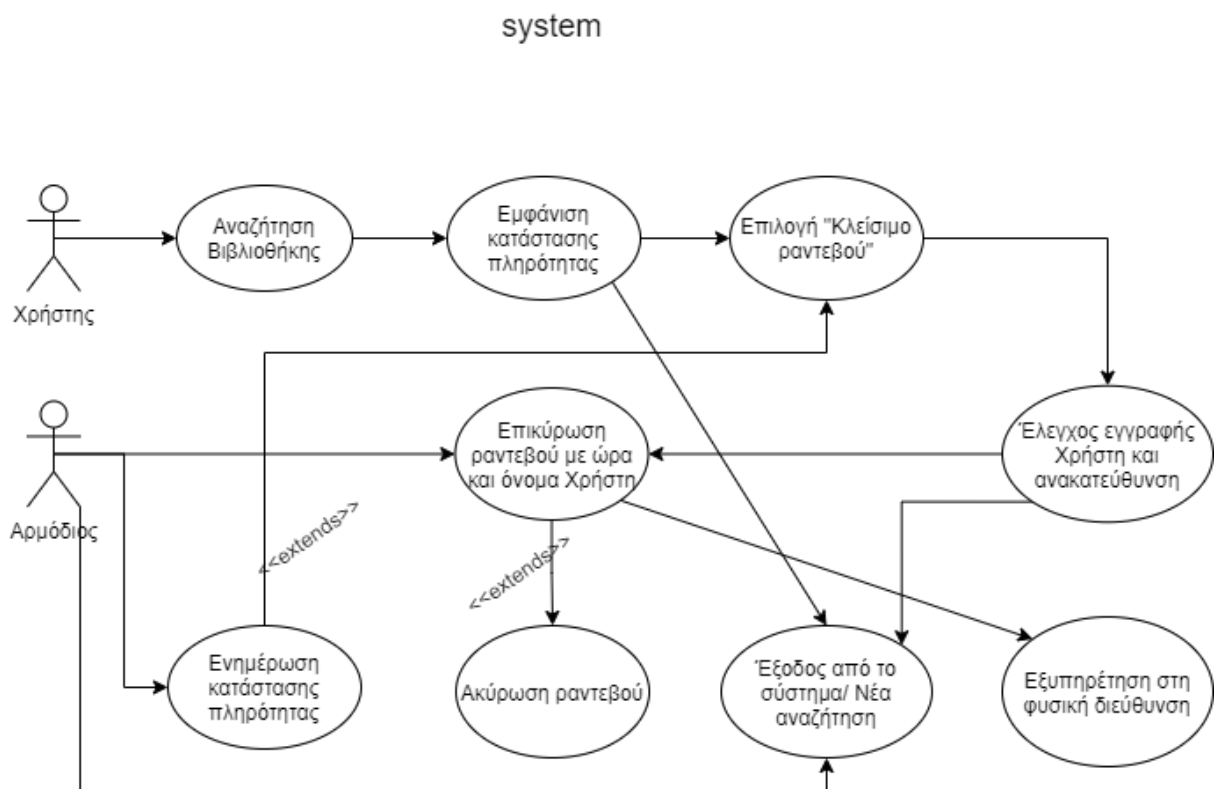 system
Αναζήτηση
Βιβλιοθήκης
Εμφάνιση
κατάστασης
πληρότητας
Επιλογή "Κλείσιμο
ραντεβού"
Χρήστης
Επικύρωση
ραντεβού με ώρα
και όνομα Χρήστη
Έλεγχος εγγραφής
Χρήστη και
ανακατεύθυνση
Αρμόδιος
<<extends>>
<<extends>>
Ενημέρωση
κατάστασης
πληρότητας
Ακύρωση ραντεβού
Έξοδος από το
σύστημα/ Νέα
αναζήτηση
Εξυπηρέτηση στη
φυσική διεύθυνση